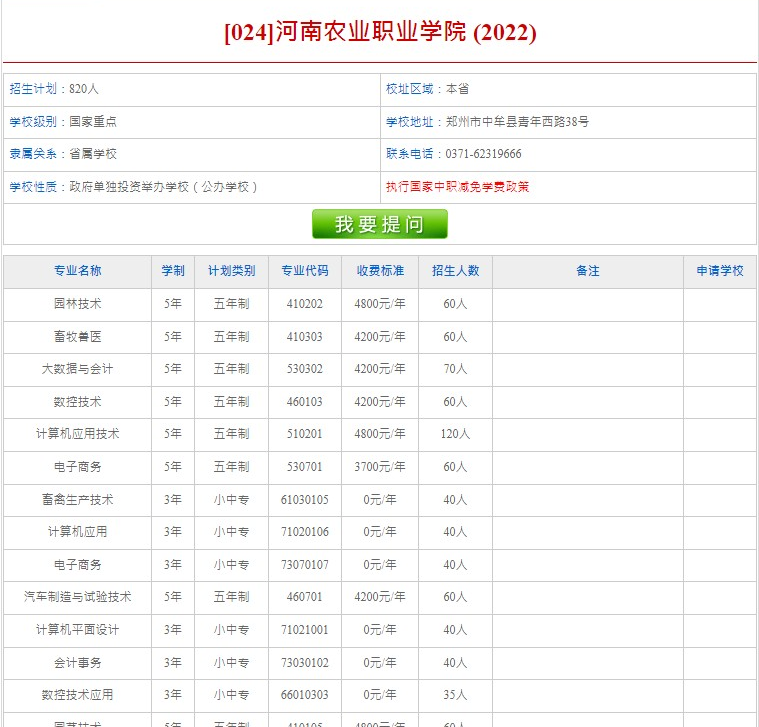 [024]河南农业职业学院 (2022)
招生计划：820人 校址区域：本省
学校级别：国家重点 学校地址：郑州市中牟县青年西路38号
隶属关系：省属学校 联系电话：0371-62319666
学校性质：政府单独投资举办学校（公办学校） 执行国家中职减免学费政策
我要提问
专业名称 学制 计划类别 专业代码 收费标准 招生人数 备注 申请学校
园林技术 5年 五年制 410202 4800元/年 60人
畜牧兽医 5年 五年制 410303 4200元/年 60人
大数据与会计 5年 五年制 530302 4200元/年 70人
数控技术 5年 五年制 460103 4200元/年 60人
计算机应用技术 5年 五年制 510201 4800元/年 120人
电子商务 5年 五年制 530701 3700元/年 60人
畜禽生产技术 3年 小中专 61030105 0元/年 40人
计算机应用 3年 小中专 71020106 0元/年 40人
电子商务 3年 小中专 73070107 0元/年 40人
汽车制造与试验技术 5年 五年制 460701 4200元/年 60人
计算机平面设计 3年 小中专 71021001 0元/年 40人
会计事务 3年 小中专 73030102 0元/年 40人
数控技术应用 3年 小中专 66010303 0元/年 35人
5年 五年制 410105 4800元/年 60人